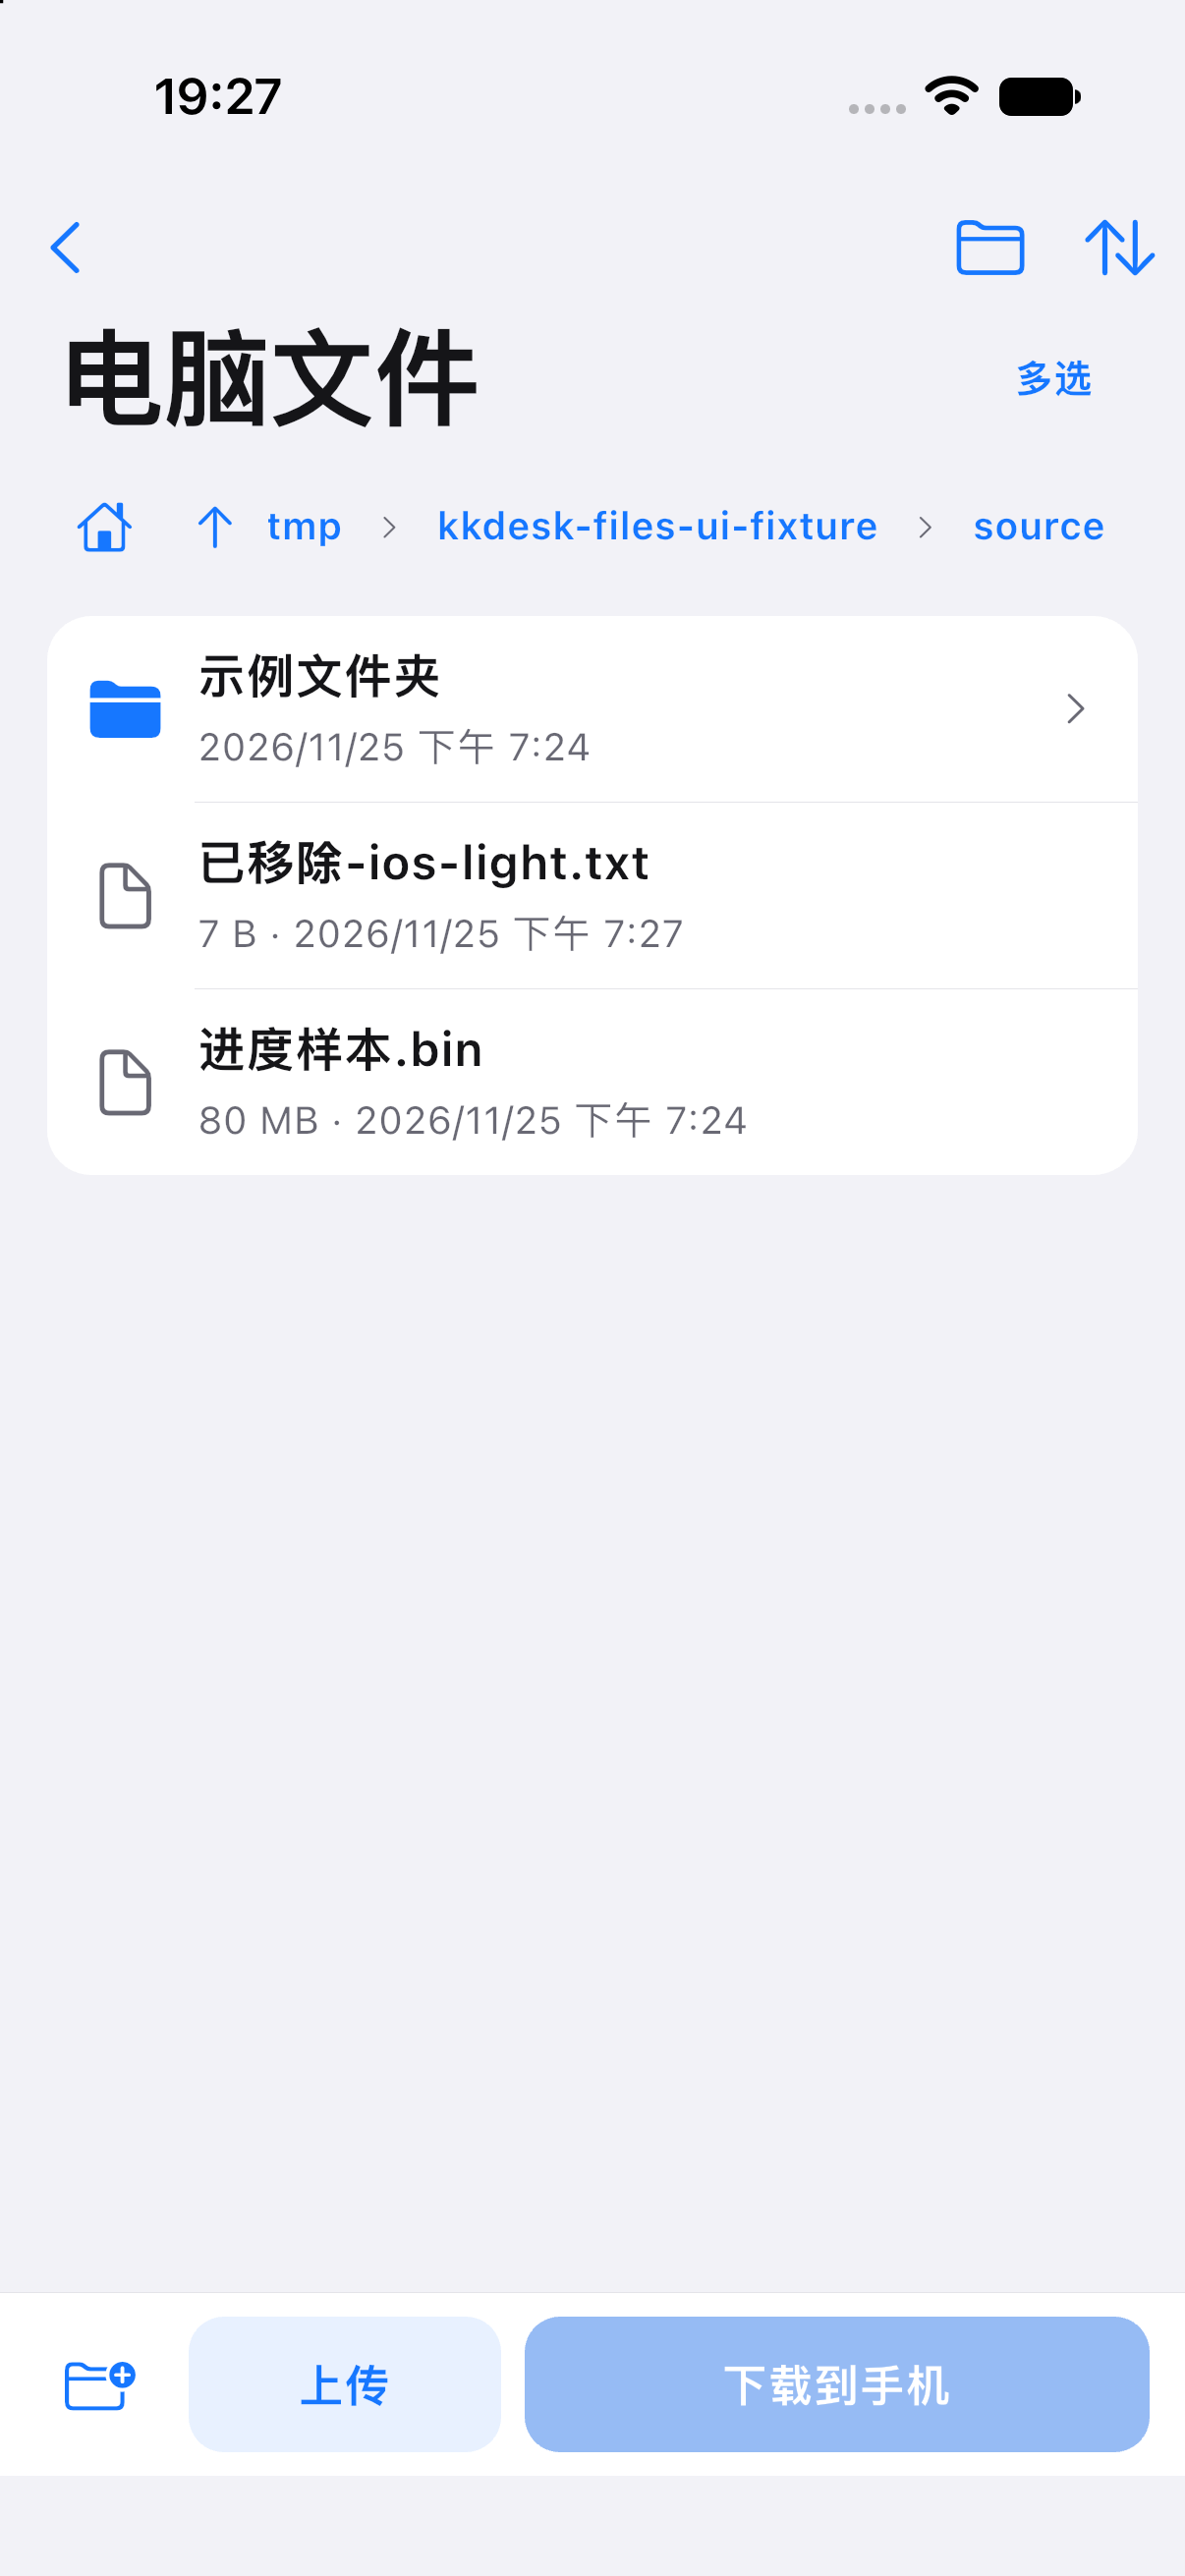 19:27
电脑文件
多选
tmp > kkdesk-files-ui-fixture > source
示例文件夹
2026/11/25 下午 7:24
已移除-ios-light.txt
7 B · 2026/11/25 下午 7:27
进度样本.bin
80 MB · 2026/11/25 下午 7:24
上传
下载到手机